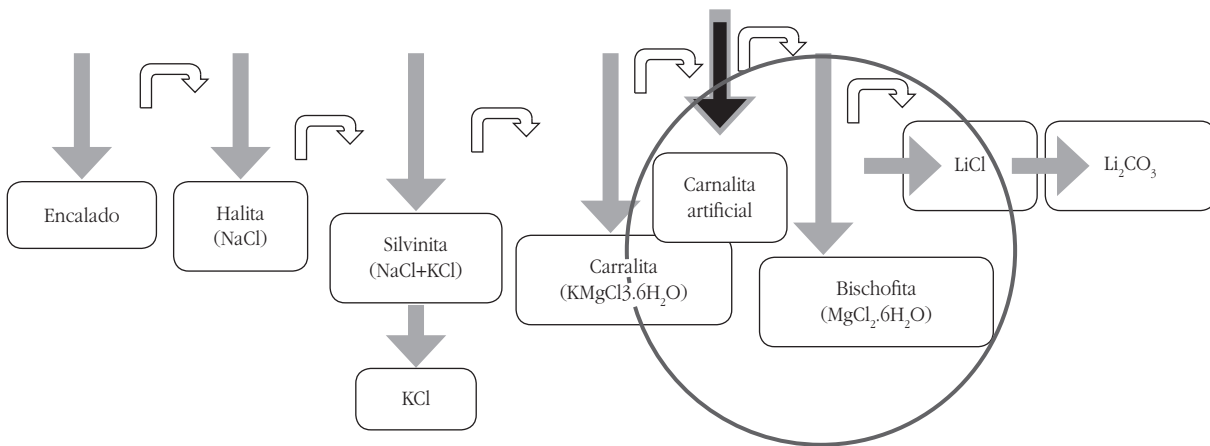 Encalado
Halita
(NaCl)
Silvinita
(NaCl+KCl)
KCl
Carralita
(KMgCl3.6H₂O)
Carnalita
artificial
Bischofita
(MgCl₂.6H₂O)
LiCl
Li₂CO₃